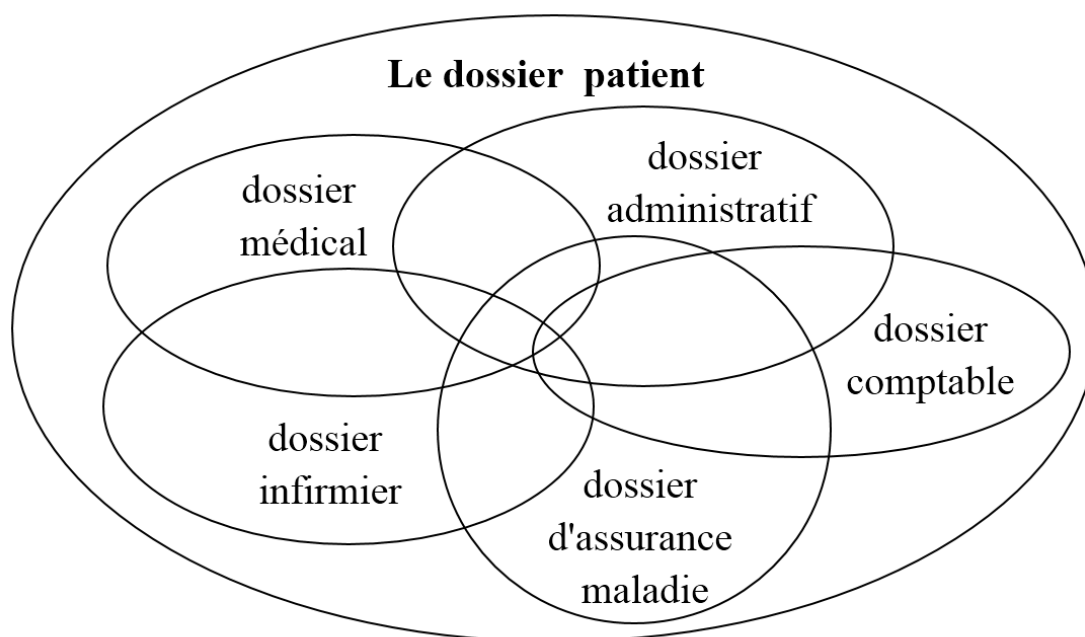 Le dossier patient
dossier
médical
dossier
administratif
dossier
comptable
dossier
infirmier
dossier
d'assurance
maladie